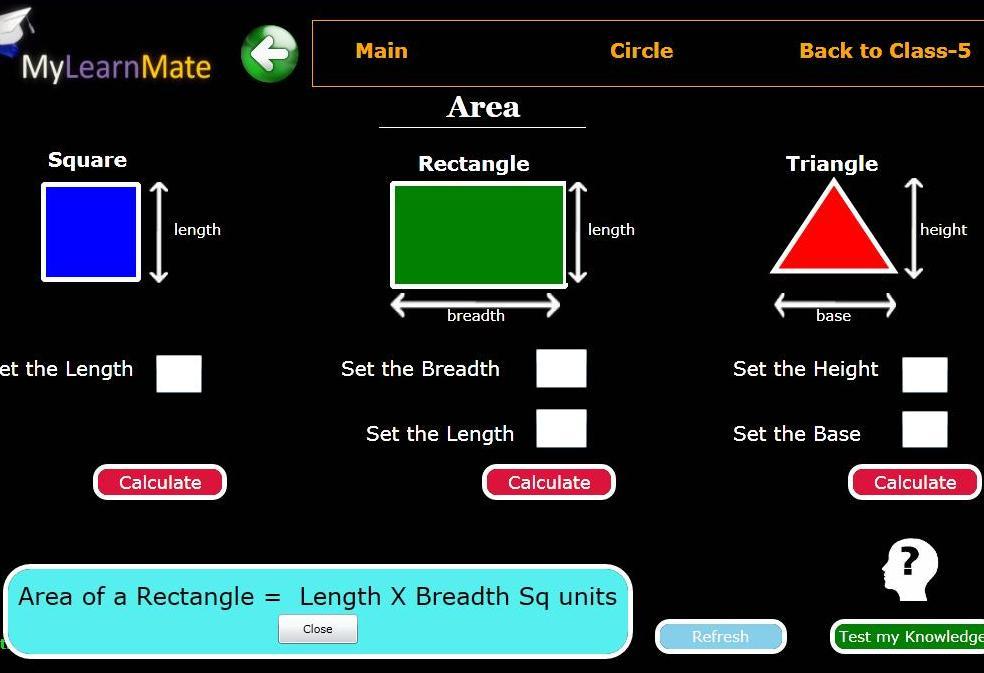 MyLearnMate
Main
Circle
Back to Class-5
Area
Square
Rectangle
Triangle
length
length
height
breadth
base
et the Length
Set the Breadth
Set the Height
Set the Length
Set the Base
Calculate
Calculate
Calculate
?
Area of a Rectangle = Length X Breadth Sq units
Close
Refresh
Test my Knowledge